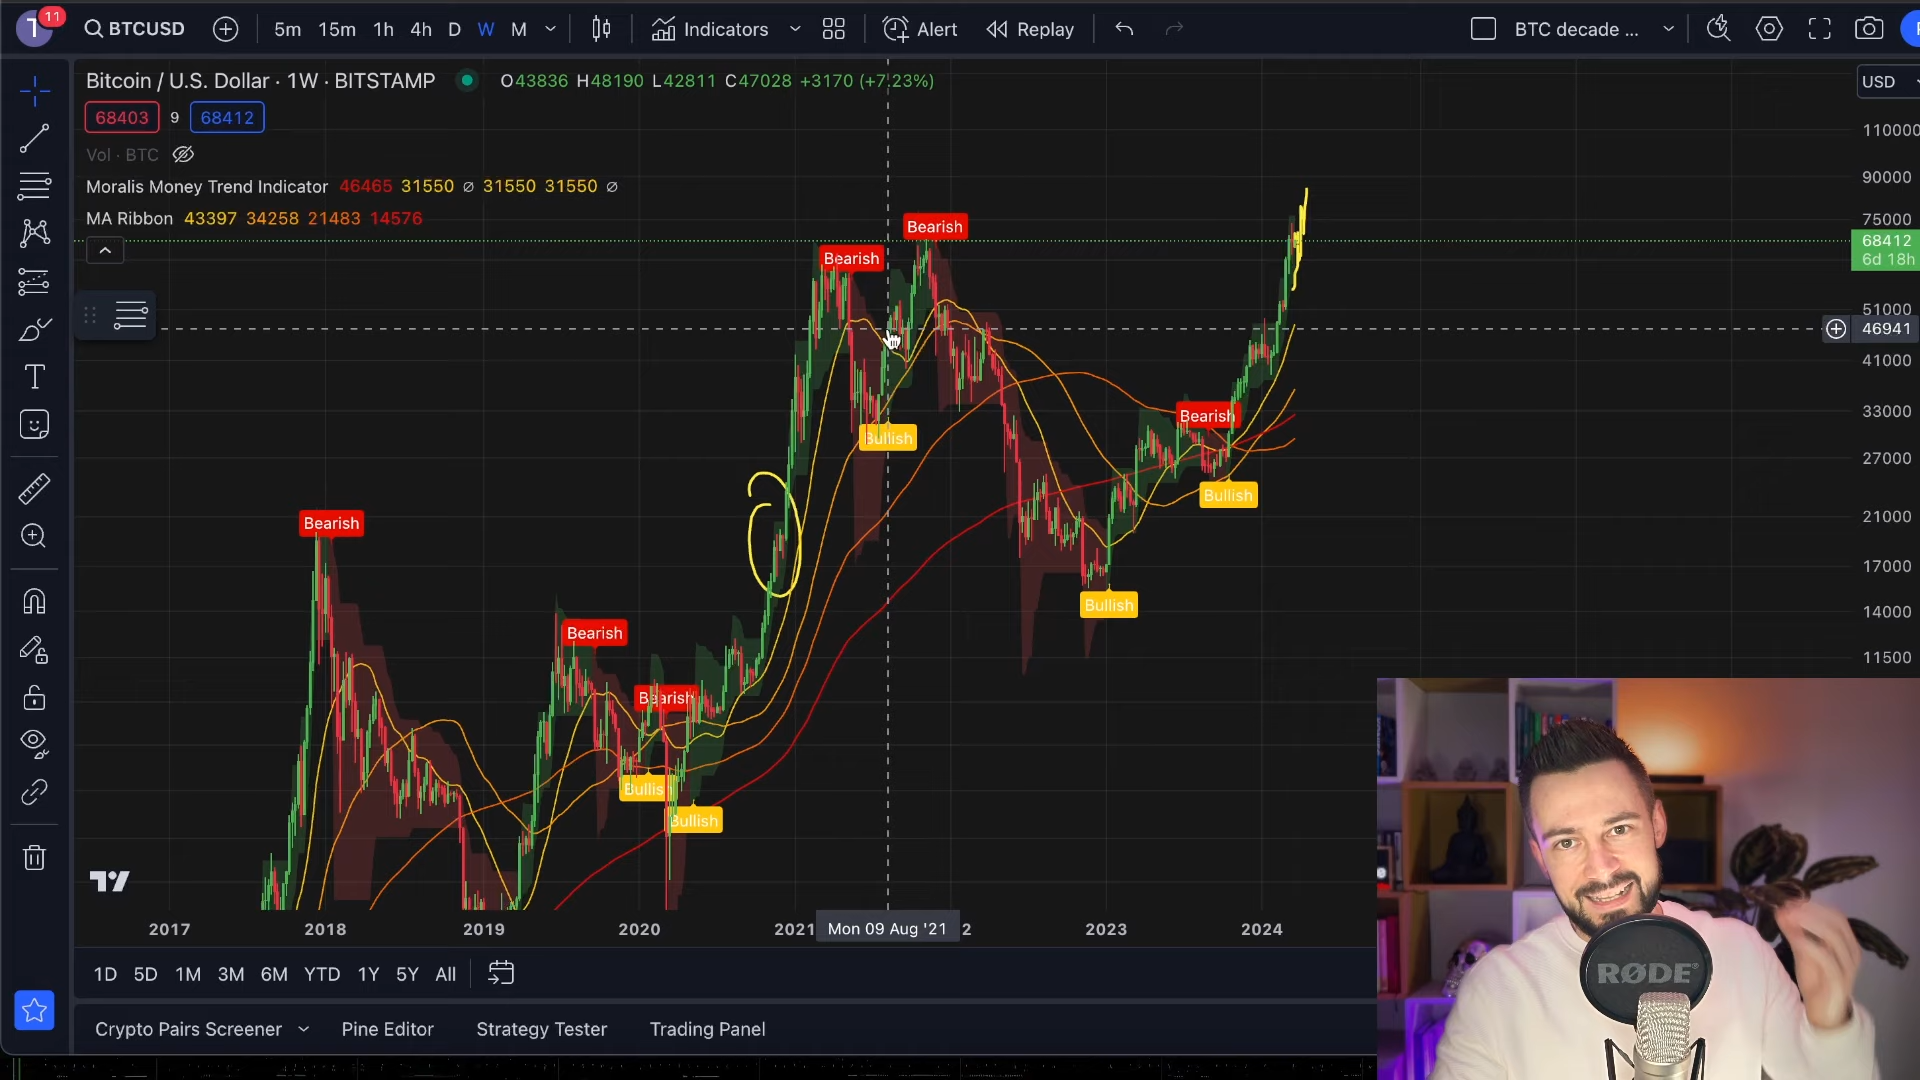 T 11 BTCUSD 5m 15m 1h 4h D W M Indicators Alert Replay BTC decade ...
Bitcoin / U.S. Dollar · 1W · BITSTAMP O43836 H48190 L42811 C47028 +3170 (+7.23%) USD
68403 9 68412
Vol · BTC
Moralis Money Trend Indicator 46465 31550 ∅ 31550 31550 ∅
MA Ribbon 43397 34258 21483 14576
110000
90000
75000
68412
6d 18h
51000
46941
41000
33000
27000
21000
17000
14000
11500
Bearish
Bearish
Bearish
Bullish
Bullish
Bearish
Bullish
Bearish
Bearish
Bullish
Bullish
2017 2018 2019 2020 2021 Mon 09 Aug '21 2 2023 2024
1D 5D 1M 3M 6M YTD 1Y 5Y All
Crypto Pairs Screener Pine Editor Strategy Tester Trading Panel
RØDE